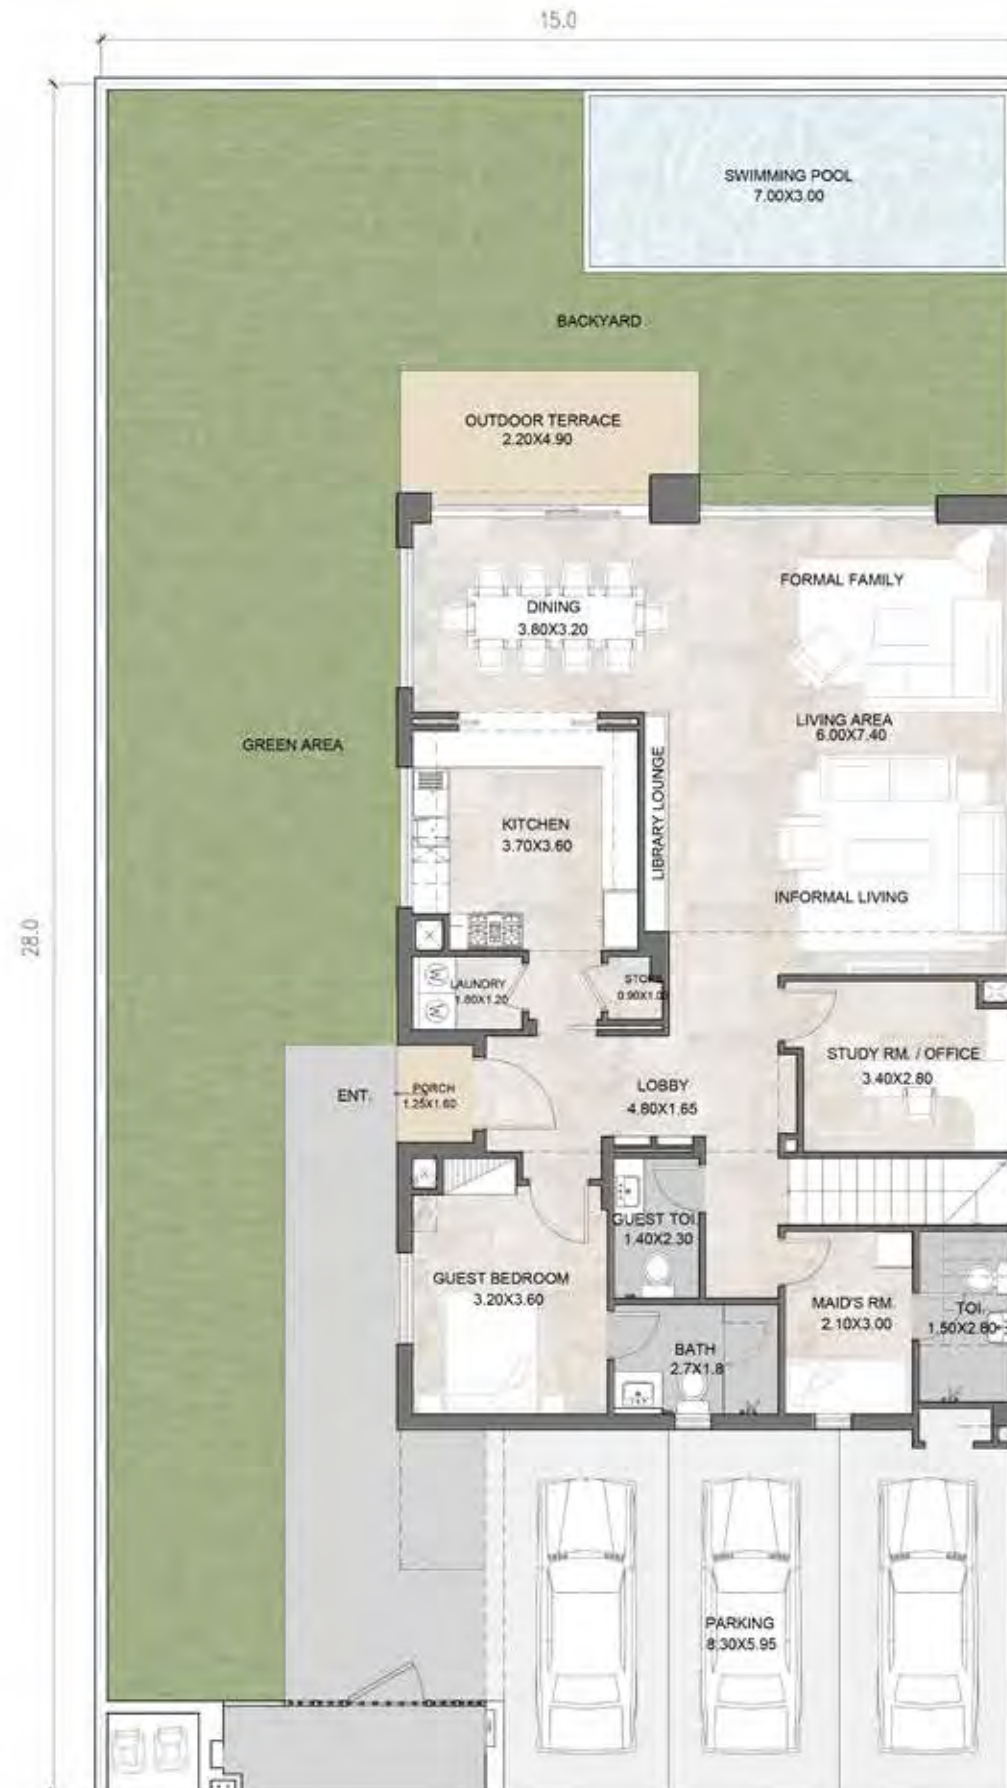 15.0
SWIMMING POOL
7.00X3.00
BACKYARD
OUTDOOR TERRACE
2.20X4.90
FORMAL FAMILY
DINING
3.80X3.20
LIVING AREA
6.00X7.40
GREEN AREA
LIBRARY LOUNGE
KITCHEN
3.70X3.60
INFORMAL LIVING
28.0
LAUNDRY
1.80X1.20
W
W
STUDY RM. / OFFICE
3.40X2.80
ENT.
PORCH
1.25X1.60
LOBBY
4.80X1.65
GUEST TOI.
1.40X2.30
GUEST BEDROOM
3.20X3.60
MAID'S RM.
2.10X3.00
TOI.
1.50X2.80
BATH
2.7X1.8
PARKING
8.30X5.95